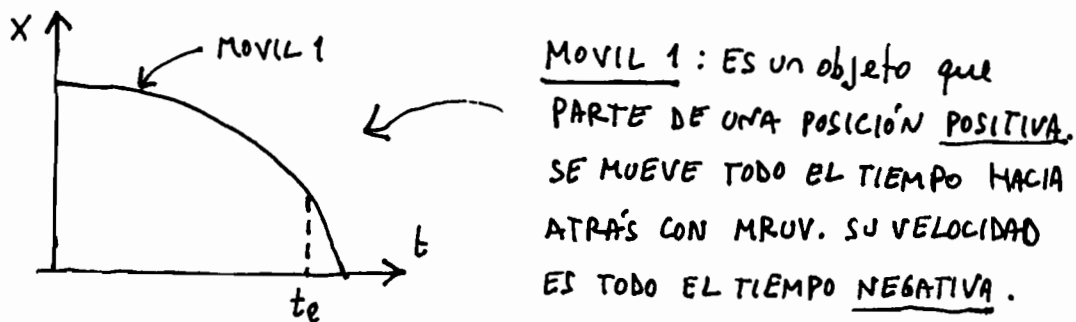 X
MOVIL 1
t
te
MOVIL 1 : ES un objeto que
PARTE DE UNA POSICIÓN POSITIVA.
SE MUEVE TODO EL TIEMPO HACIA
ATRÁS CON MRUV. SU VELOCIDAD
ES TODO EL TIEMPO NEGATIVA.